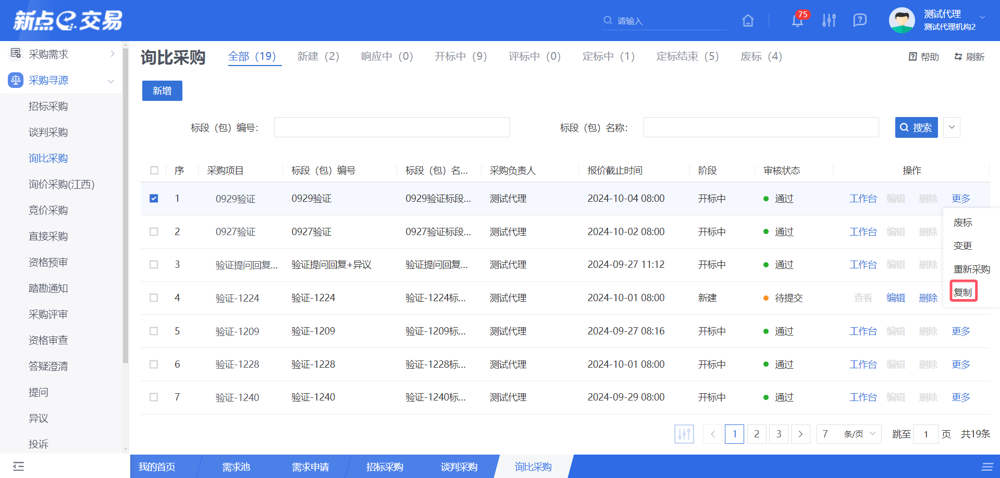 新点e交易
请输入
75
测试代理
测试代理机构2
采购需求
采购寻源
招标采购
谈判采购
询比采购
询价采购(江西)
竞价采购
直接采购
资格预审
踏勘通知
采购评审
资格审查
答疑澄清
提问
异议
投诉
询比采购 全部（19） 新建（2） 响应中（0） 开标中（9） 评标中（0） 定标中（1） 定标结束（5） 废标（4） 帮助 刷新
新增
标段（包）编号： 标段（包）名称： 搜索
序 采购项目 标段（包）编号 标段（包）名... 采购负责人 报价截止时间 阶段 审核状态 操作
1 0929验证 0929验证 0929验证标段... 测试代理 2024-10-04 08:00 开标中 通过 工作台 编辑 删除 更多
2 0927验证 0927验证 0927验证标段... 测试代理 2024-10-02 08:00 开标中 通过 工作台 编辑 删除
3 验证提问回复... 验证提问回复+异议 验证提问回复... 测试代理 2024-09-27 11:12 开标中 通过 工作台 编辑 删除
4 验证-1224 验证-1224 验证-1224标... 测试代理 2024-10-01 08:00 新建 待提交 查看 编辑 删除
5 验证-1209 验证-1209 验证-1209标... 测试代理 2024-09-27 08:16 开标中 通过 工作台 编辑 删除 更多
6 验证-1228 验证-1228 验证-1228标... 测试代理 2024-10-01 08:00 开标中 通过 工作台 编辑 删除 更多
7 验证-1240 验证-1240 验证-1240标... 测试代理 2024-09-29 08:00 开标中 通过 工作台 编辑 删除 更多
废标
变更
重新采购
复制
1 2 3 7 条/页 跳至 1 页 共19条
我的首页 需求池 需求申请 招标采购 谈判采购 询比采购